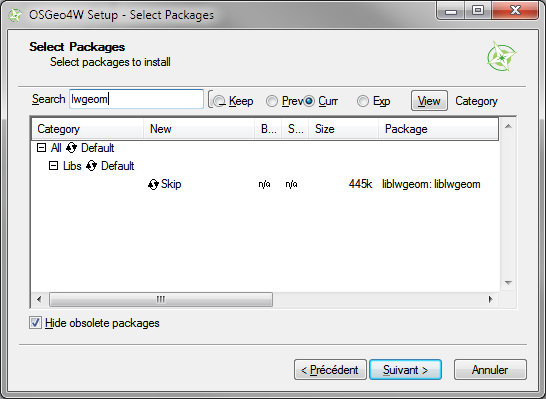 OSGeo4W Setup - Select Packages
Select Packages
Select packages to install
Search lwgeom Keep Prev Curr Exp View Category
Category New B... S... Size Package
All Default
Libs Default
Skip n/a n/a 445k liblwgeom: liblwgeom
Hide obsolete packages
< Précédent Suivant > Annuler